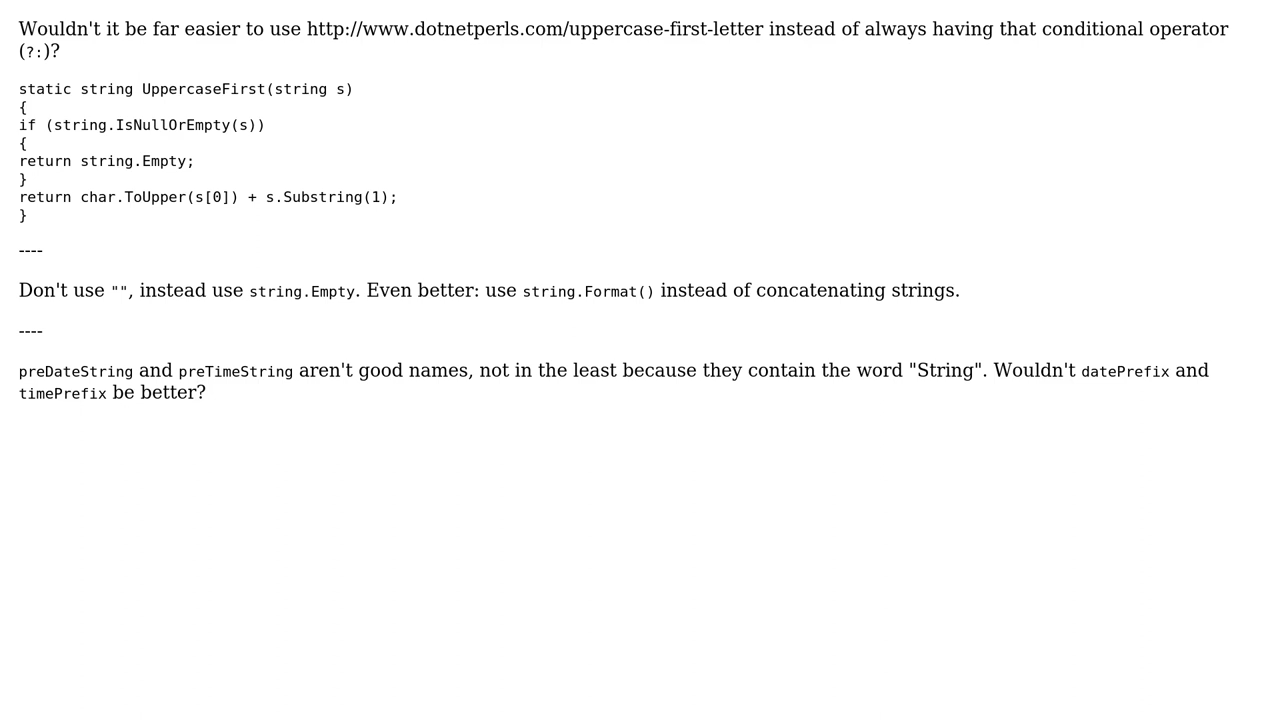 Wouldn't it be far easier to use http://www.dotnetperls.com/uppercase-first-letter instead of always having that conditional operator
(?:)?
static string UppercaseFirst(string s)
{
if (string.IsNullOrEmpty(s))
{
return string.Empty;
}
return char.ToUpper(s[0]) + s.Substring(1);
}
----
Don't use "", instead use string.Empty. Even better: use string.Format() instead of concatenating strings.
----
preDateString and preTimeString aren't good names, not in the least because they contain the word "String". Wouldn't datePrefix and
timePrefix be better?